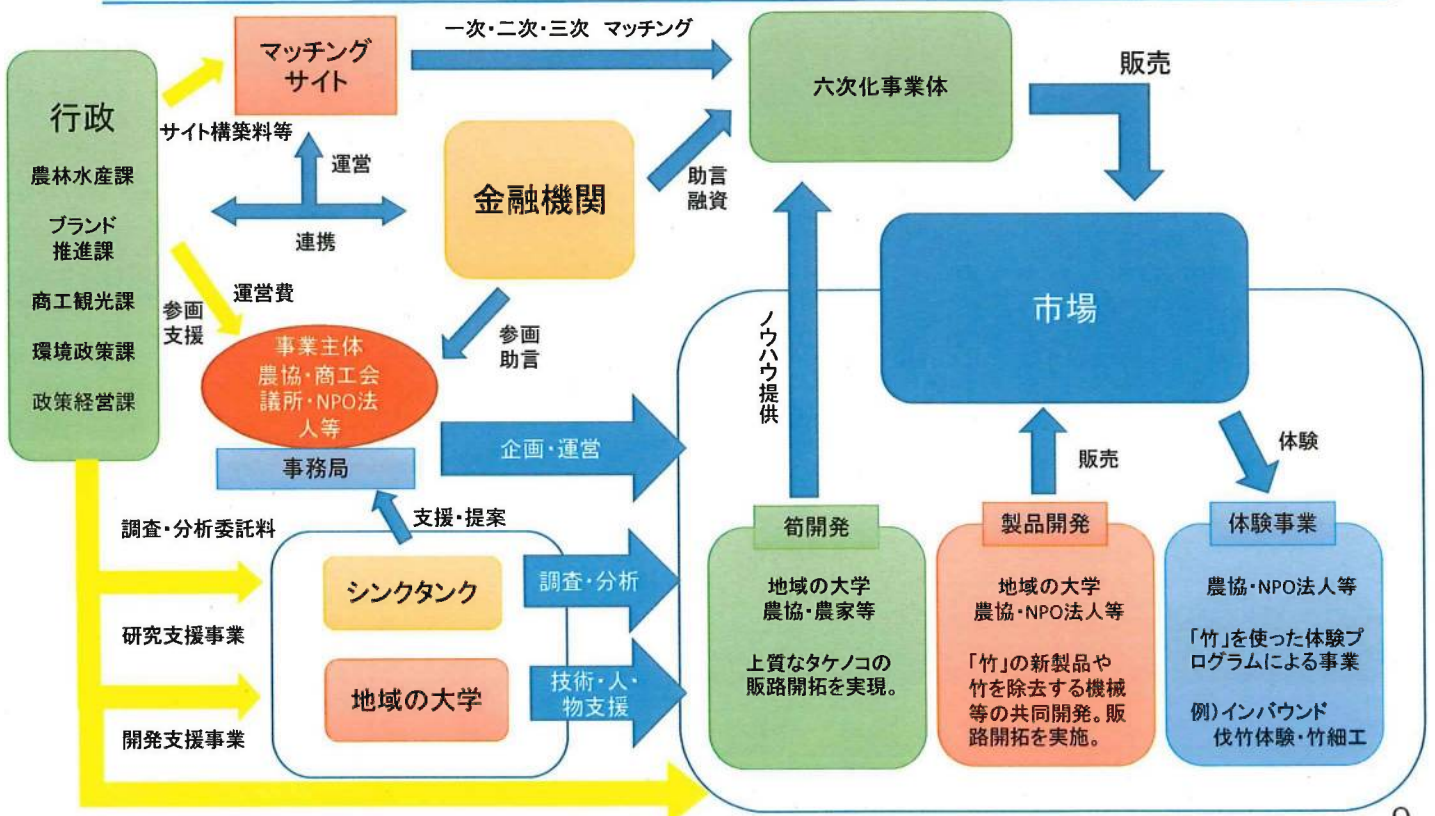 一次・二次・三次 マッチング
マッチング
サイト
六次化事業体
販売
行政
農林水産課
ブランド
推進課
商工観光課
環境政策課
政策経営課
サイト構築料等
運営
連携
金融機関
助言
融資
運営費
参画
支援
参画
助言
事業主体
農協・商工会
議所・NPO法
人等
事務局
企画・運営
ノウハウ提供
市場
販売
体験
調査・分析委託料
支援・提案
シンクタンク
調査・分析
研究支援事業
地域の大学
技術・人・
物支援
開発支援事業
筍開発
地域の大学
農協・農家等
上質なタケノコの
販路開拓を実現。
製品開発
地域の大学
農協・NPO法人等
「竹」の新製品や
竹を除去する機械
等の共同開発。販
路開拓を実施。
体験事業
農協・NPO法人等
「竹」を使った体験プ
ログラムによる事業
例）インバウンド
伐竹体験・竹細工